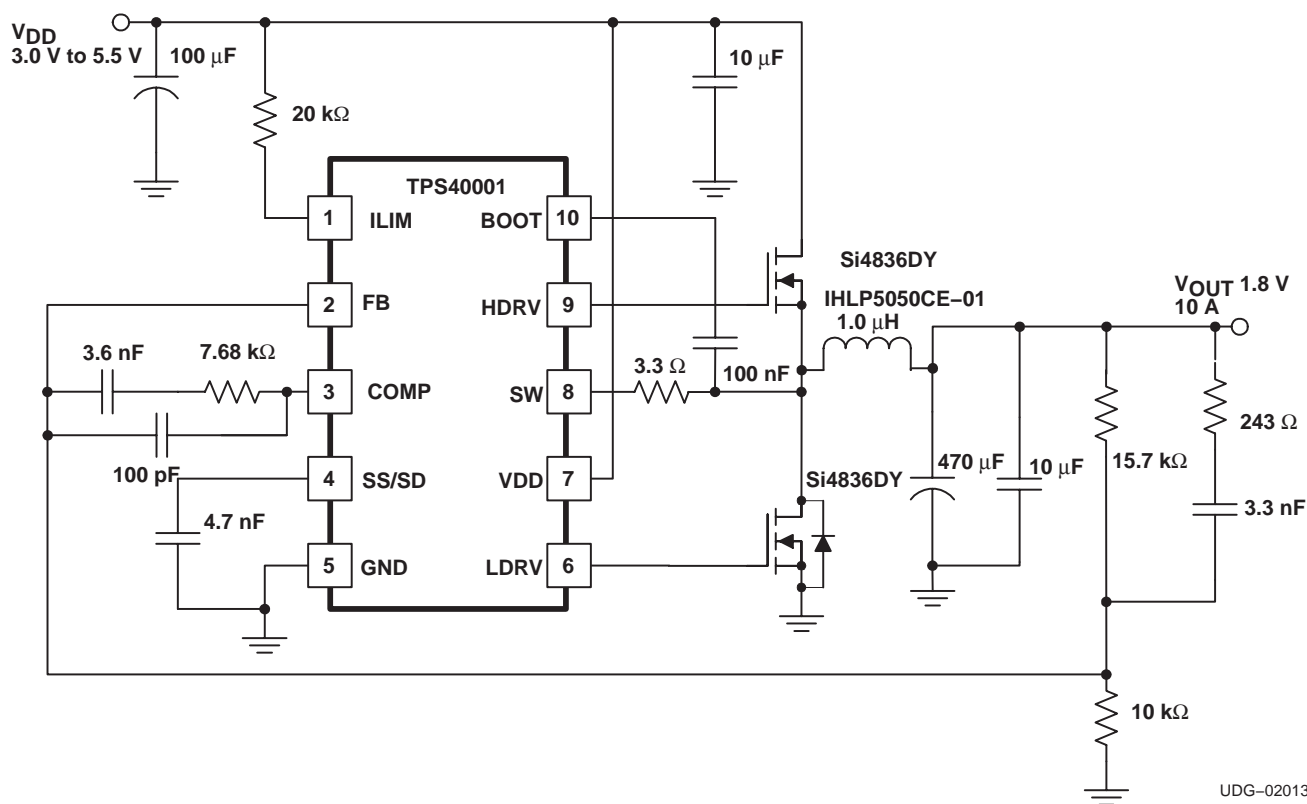 VDD
3.0 V to 5.5 V
100 μF
20 kΩ
10 μF
TPS40001
1
ILIM
BOOT
10
2
FB
HDRV
9
3
COMP
SW
8
4
SS/SD
VDD
7
5
GND
LDRV
6
3.6 nF
7.68 kΩ
100 pF
4.7 nF
3.3 Ω
100 nF
Si4836DY
IHLP5050CE–01
1.0 μH
Si4836DY
VOUT 1.8 V
10 A
470 μF
10 μF
15.7 kΩ
243 Ω
3.3 nF
10 kΩ
UDG–02013